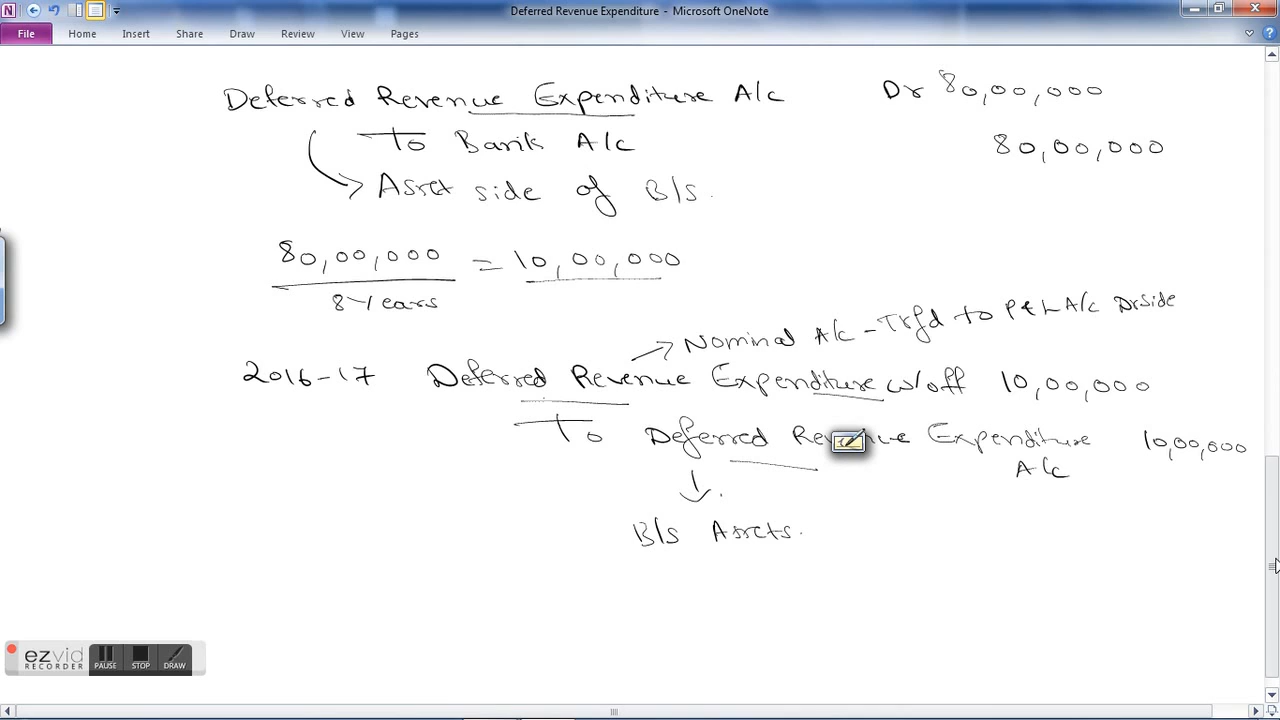 Deferred Revenue Expenditure - Microsoft OneNote
File Home Insert Share Draw Review View Pages
Deferred Revenue Expenditure A/c Dr 80,00,000
To Bank A/c 80,00,000
Asset side of B/s.
80,00,000 = 10,00,000
8 Years
Nominal A/c - Trfd to P & L A/c Dr Side
2016-17 Deferred Revenue Expenditure w/off 10,00,000
To Deferred Revenue Expenditure 10,00,000
A/c
B/s Assets.
ezvid
RECORDER
PAUSE STOP DRAW